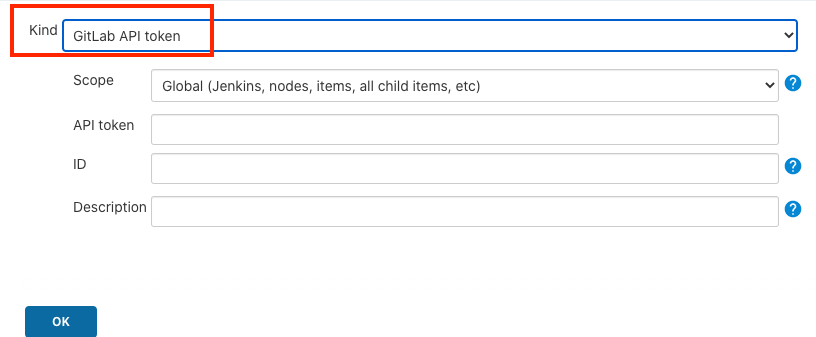 Kind GitLab API token
Scope Global (Jenkins, nodes, items, all child items, etc) ?
API token
ID ?
Description ?
OK